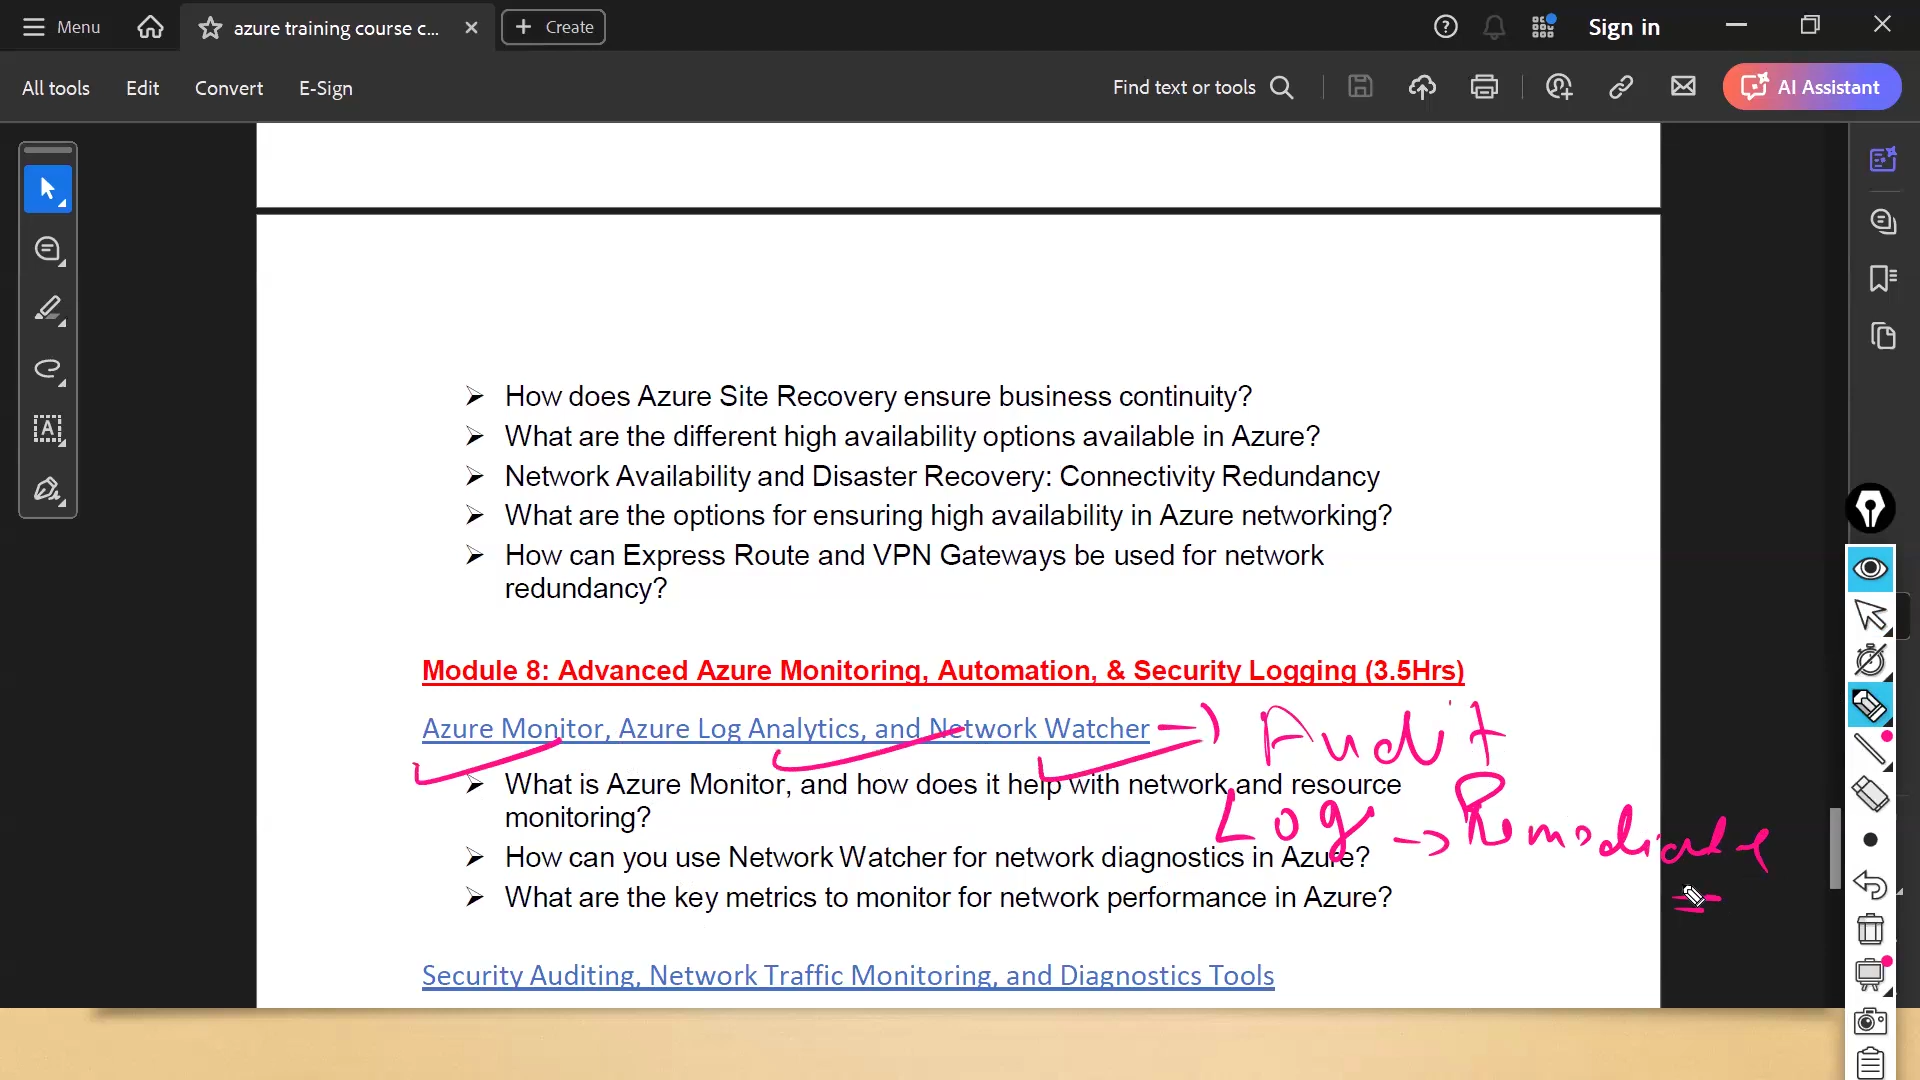 Menu
azure training course c...
Create
Sign in
All tools
Edit
Convert
E-Sign
Find text or tools
AI Assistant
➢ How does Azure Site Recovery ensure business continuity?
➢ What are the different high availability options available in Azure?
➢ Network Availability and Disaster Recovery: Connectivity Redundancy
➢ What are the options for ensuring high availability in Azure networking?
➢ How can Express Route and VPN Gateways be used for network
redundancy?
Module 8: Advanced Azure Monitoring, Automation, & Security Logging (3.5Hrs)
Azure Monitor, Azure Log Analytics, and Network Watcher
Audit
➢ What is Azure Monitor, and how does it help with network and resource
monitoring?
Log → Remediate
➢ How can you use Network Watcher for network diagnostics in Azure?
➢ What are the key metrics to monitor for network performance in Azure?
Security Auditing, Network Traffic Monitoring, and Diagnostics Tools